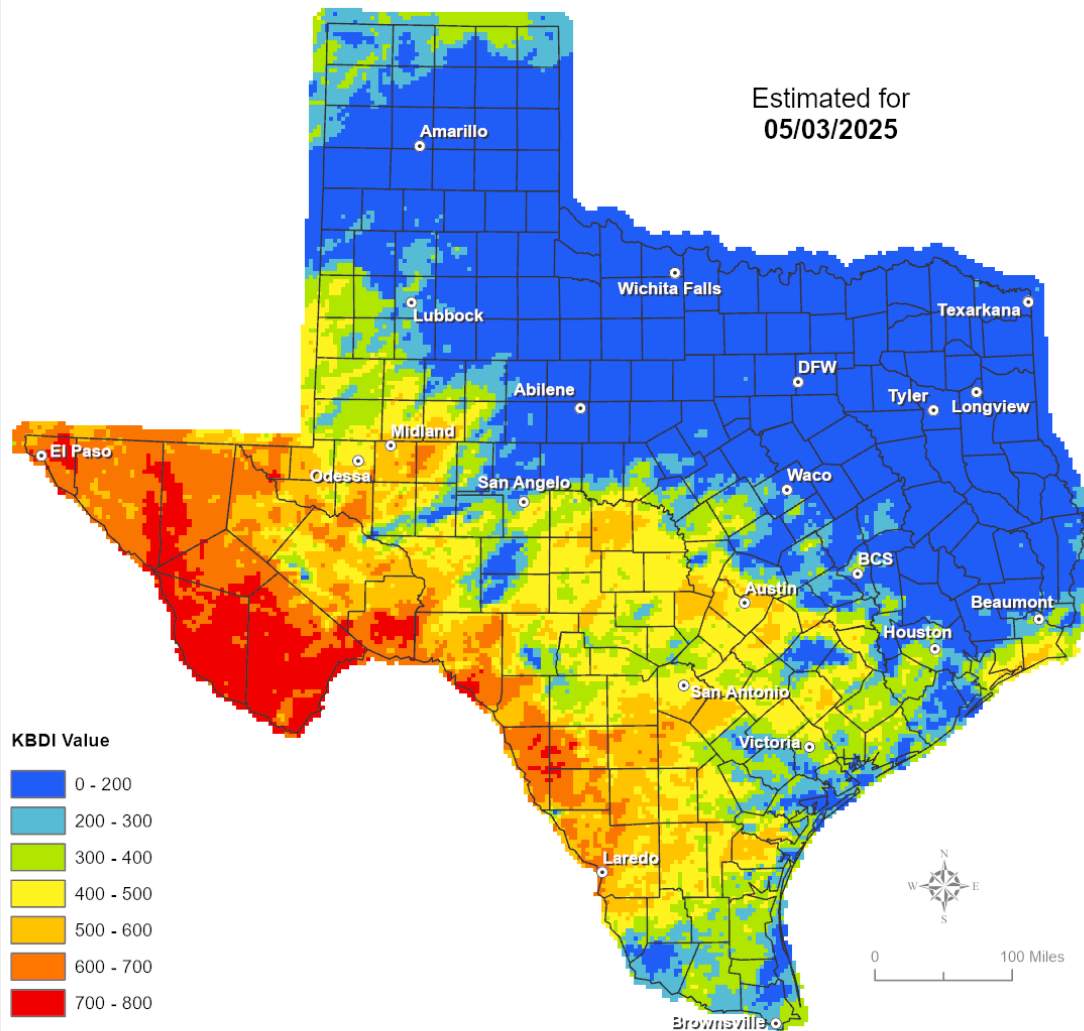 Estimated for
05/03/2025
Amarillo
Wichita Falls
Texarkana
Lubbock
DFW
Abilene
Tyler
Longview
Midland
El Paso
Odessa
San Angelo
Waco
BCS
Austin
Beaumont
Houston
San Antonio
Victoria
Laredo
Brownsville
KBDI Value
0 - 200
200 - 300
300 - 400
400 - 500
500 - 600
600 - 700
700 - 800
N
W E
S
0 100 Miles